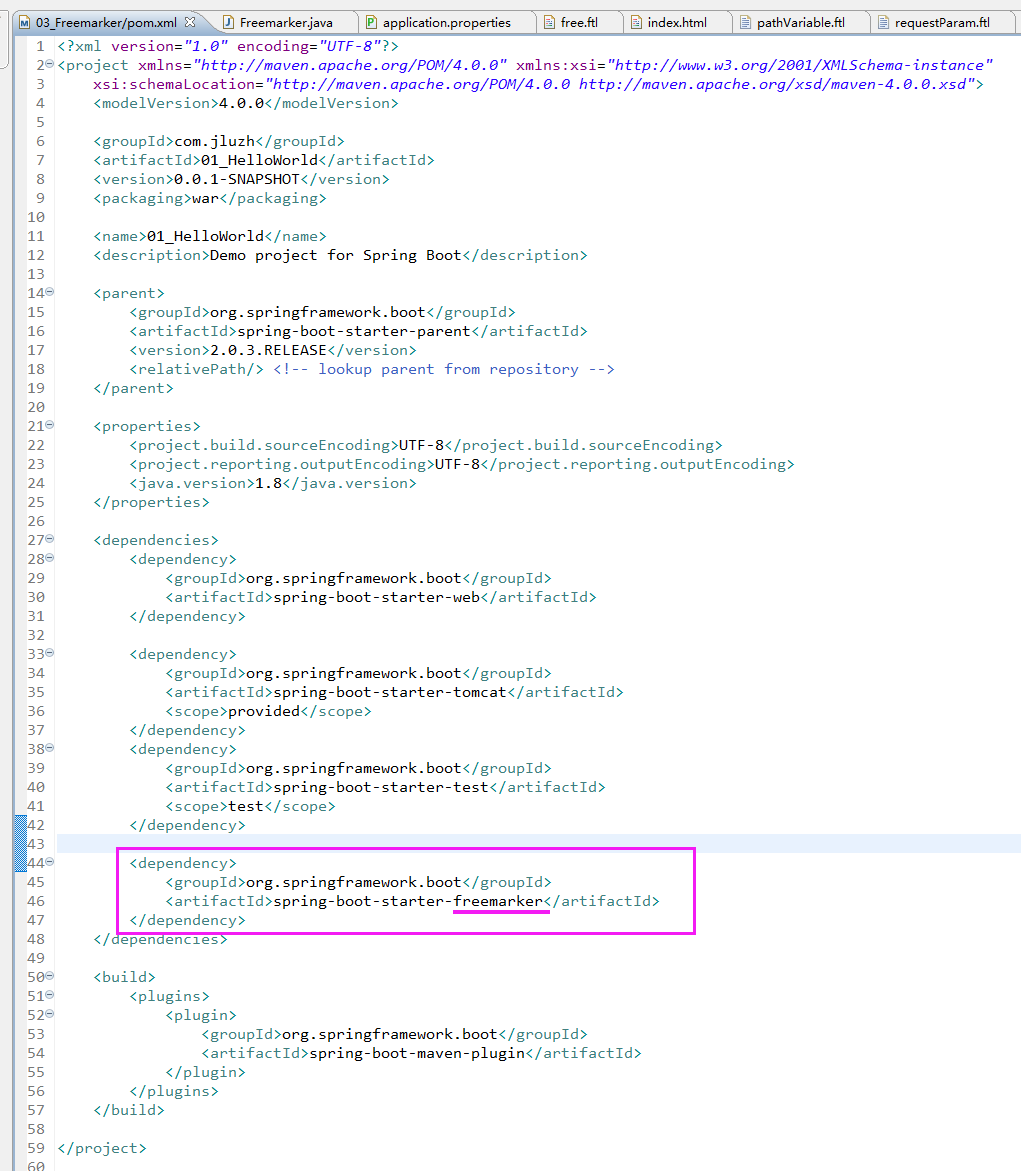 03_Freemarker/pom.xml Freemarker.java application.properties free.ftl index.html pathVariable.ftl requestParam.ftl
1 <?xml version="1.0" encoding="UTF-8"?>
2 <project xmlns="http://maven.apache.org/POM/4.0.0" xmlns:xsi="http://www.w3.org/2001/XMLSchema-instance"
3 xsi:schemaLocation="http://maven.apache.org/POM/4.0.0 http://maven.apache.org/xsd/maven-4.0.0.xsd">
4 <modelVersion>4.0.0</modelVersion>
5
6 <groupId>com.jluzh</groupId>
7 <artifactId>01_HelloWorld</artifactId>
8 <version>0.0.1-SNAPSHOT</version>
9 <packaging>war</packaging>
10
11 <name>01_HelloWorld</name>
12 <description>Demo project for Spring Boot</description>
13
14 <parent>
15 <groupId>org.springframework.boot</groupId>
16 <artifactId>spring-boot-starter-parent</artifactId>
17 <version>2.0.3.RELEASE</version>
18 <relativePath/> <!-- lookup parent from repository -->
19 </parent>
20
21 <properties>
22 <project.build.sourceEncoding>UTF-8</project.build.sourceEncoding>
23 <project.reporting.outputEncoding>UTF-8</project.reporting.outputEncoding>
24 <java.version>1.8</java.version>
25 </properties>
26
27 <dependencies>
28 <dependency>
29 <groupId>org.springframework.boot</groupId>
30 <artifactId>spring-boot-starter-web</artifactId>
31 </dependency>
32
33 <dependency>
34 <groupId>org.springframework.boot</groupId>
35 <artifactId>spring-boot-starter-tomcat</artifactId>
36 <scope>provided</scope>
37 </dependency>
38 <dependency>
39 <groupId>org.springframework.boot</groupId>
40 <artifactId>spring-boot-starter-test</artifactId>
41 <scope>test</scope>
42 </dependency>
43
44 <dependency>
45 <groupId>org.springframework.boot</groupId>
46 <artifactId>spring-boot-starter-freemarker</artifactId>
47 </dependency>
48 </dependencies>
49
50 <build>
51 <plugins>
52 <plugin>
53 <groupId>org.springframework.boot</groupId>
54 <artifactId>spring-boot-maven-plugin</artifactId>
55 </plugin>
56 </plugins>
57 </build>
58
59 </project>
60